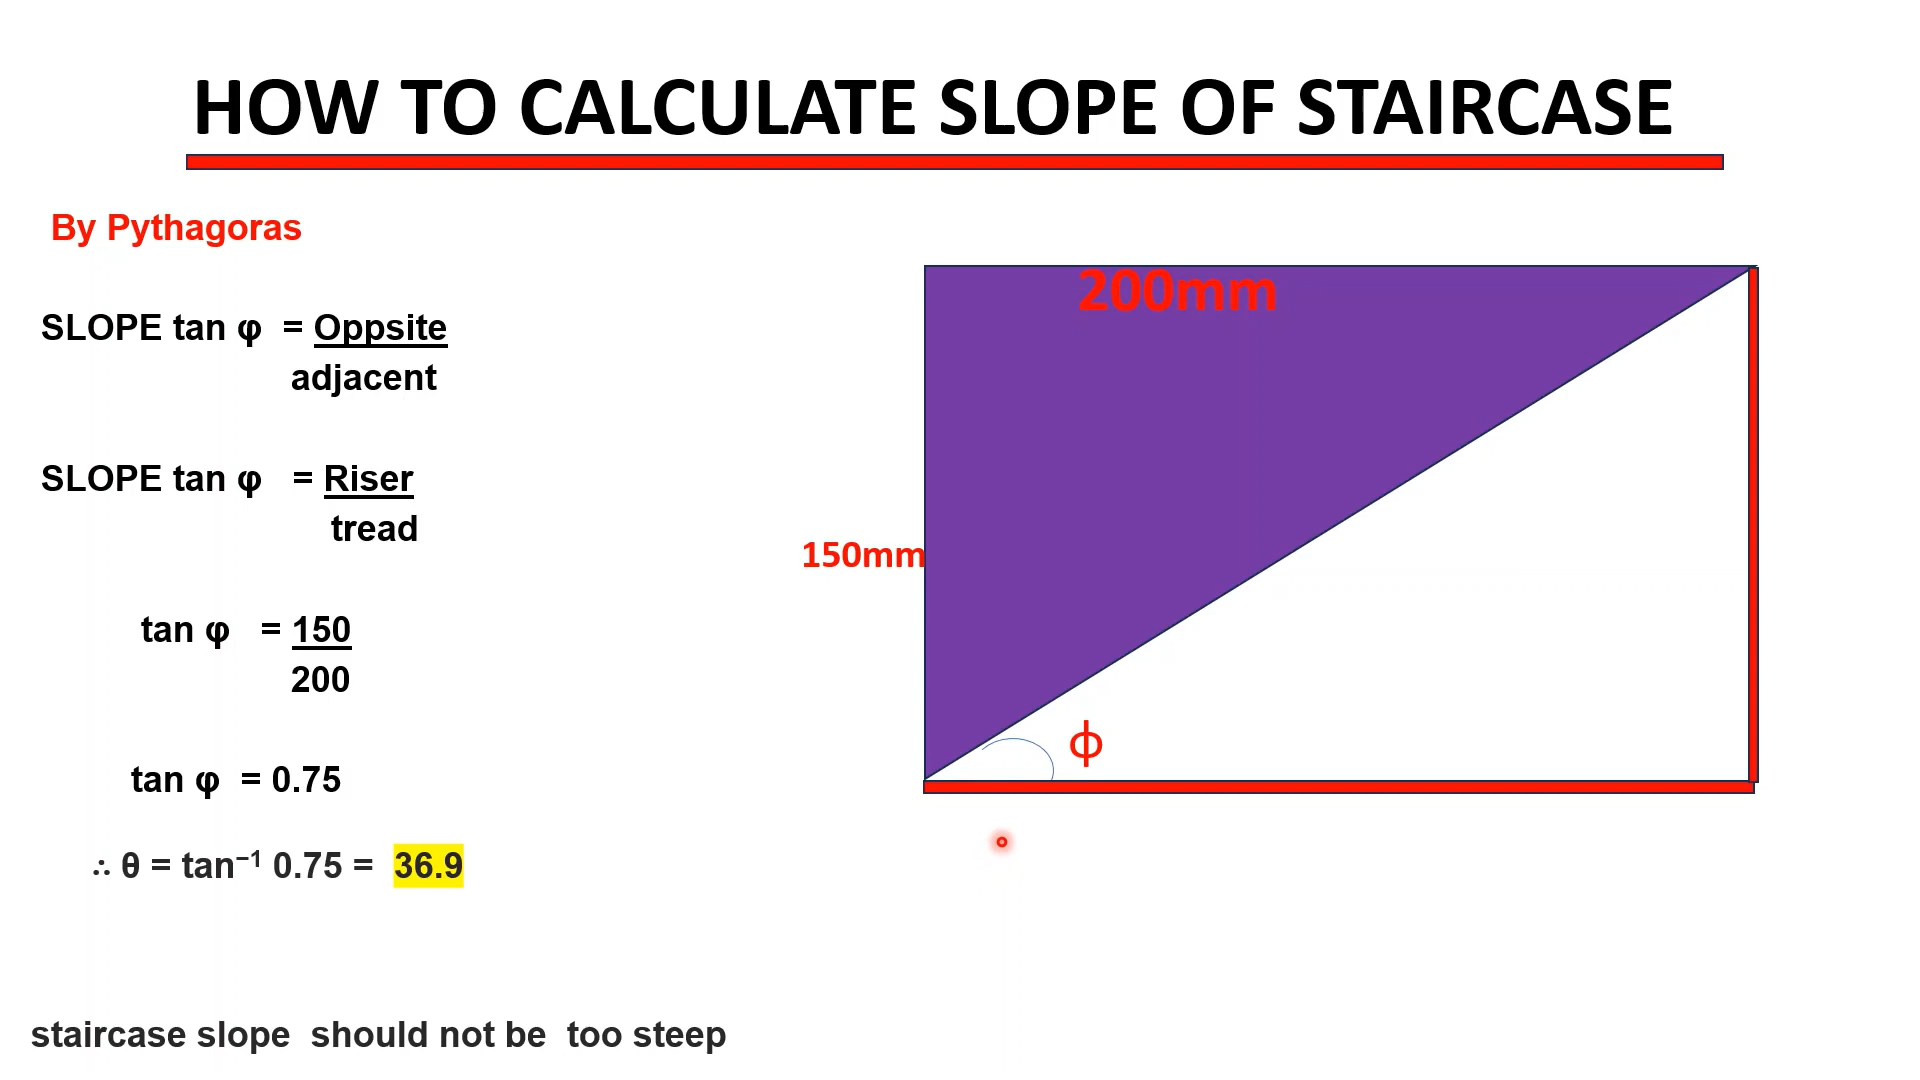 HOW TO CALCULATE SLOPE OF STAIRCASE
By Pythagoras
SLOPE tan φ = Oppsite
adjacent
SLOPE tan φ = Riser
tread
tan φ = 150
200
tan φ = 0.75
∴ θ = tan⁻¹ 0.75 = 36.9
staircase slope should not be too steep
200mm
150mm
ϕ